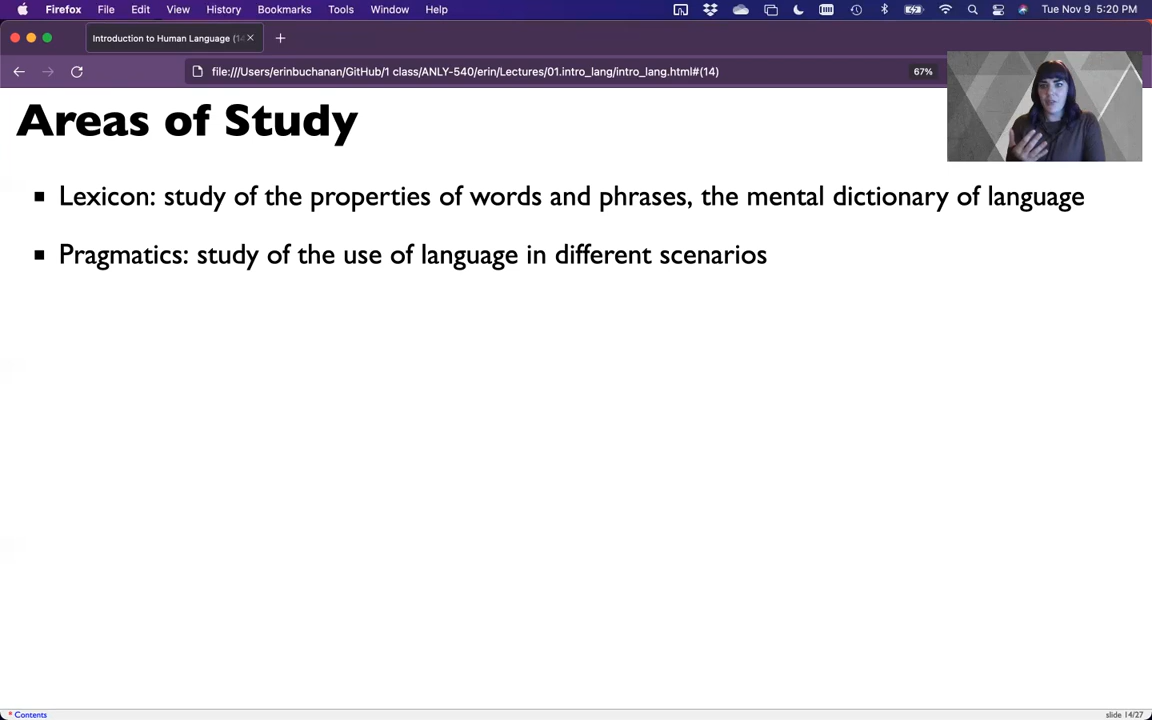 Firefox File Edit View History Bookmarks Tools Window Help Tue Nov 9 5:20 PM
Introduction to Human Language (14
file:///Users/erinbuchanan/GitHub/1 class/ANLY-540/erin/Lectures/01.intro_lang/intro_lang.html#(14) 67%
Areas of Study
Lexicon: study of the properties of words and phrases, the mental dictionary of language
Pragmatics: study of the use of language in different scenarios
* Contents slide 14/27